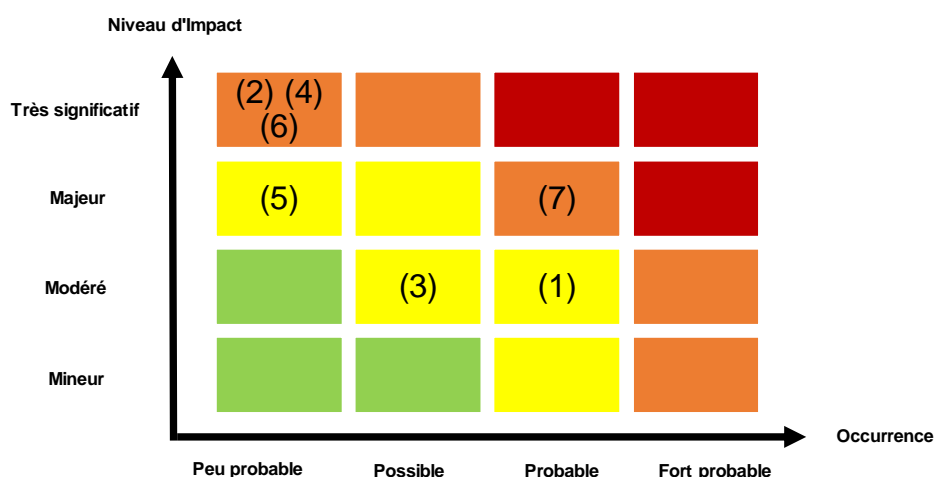 Niveau d'Impact
Très significatif
(2) (4)
(6)
Majeur
(5)
(7)
Modéré
(3)
(1)
Mineur
Occurrence
Peu probable
Possible
Probable
Fort probable